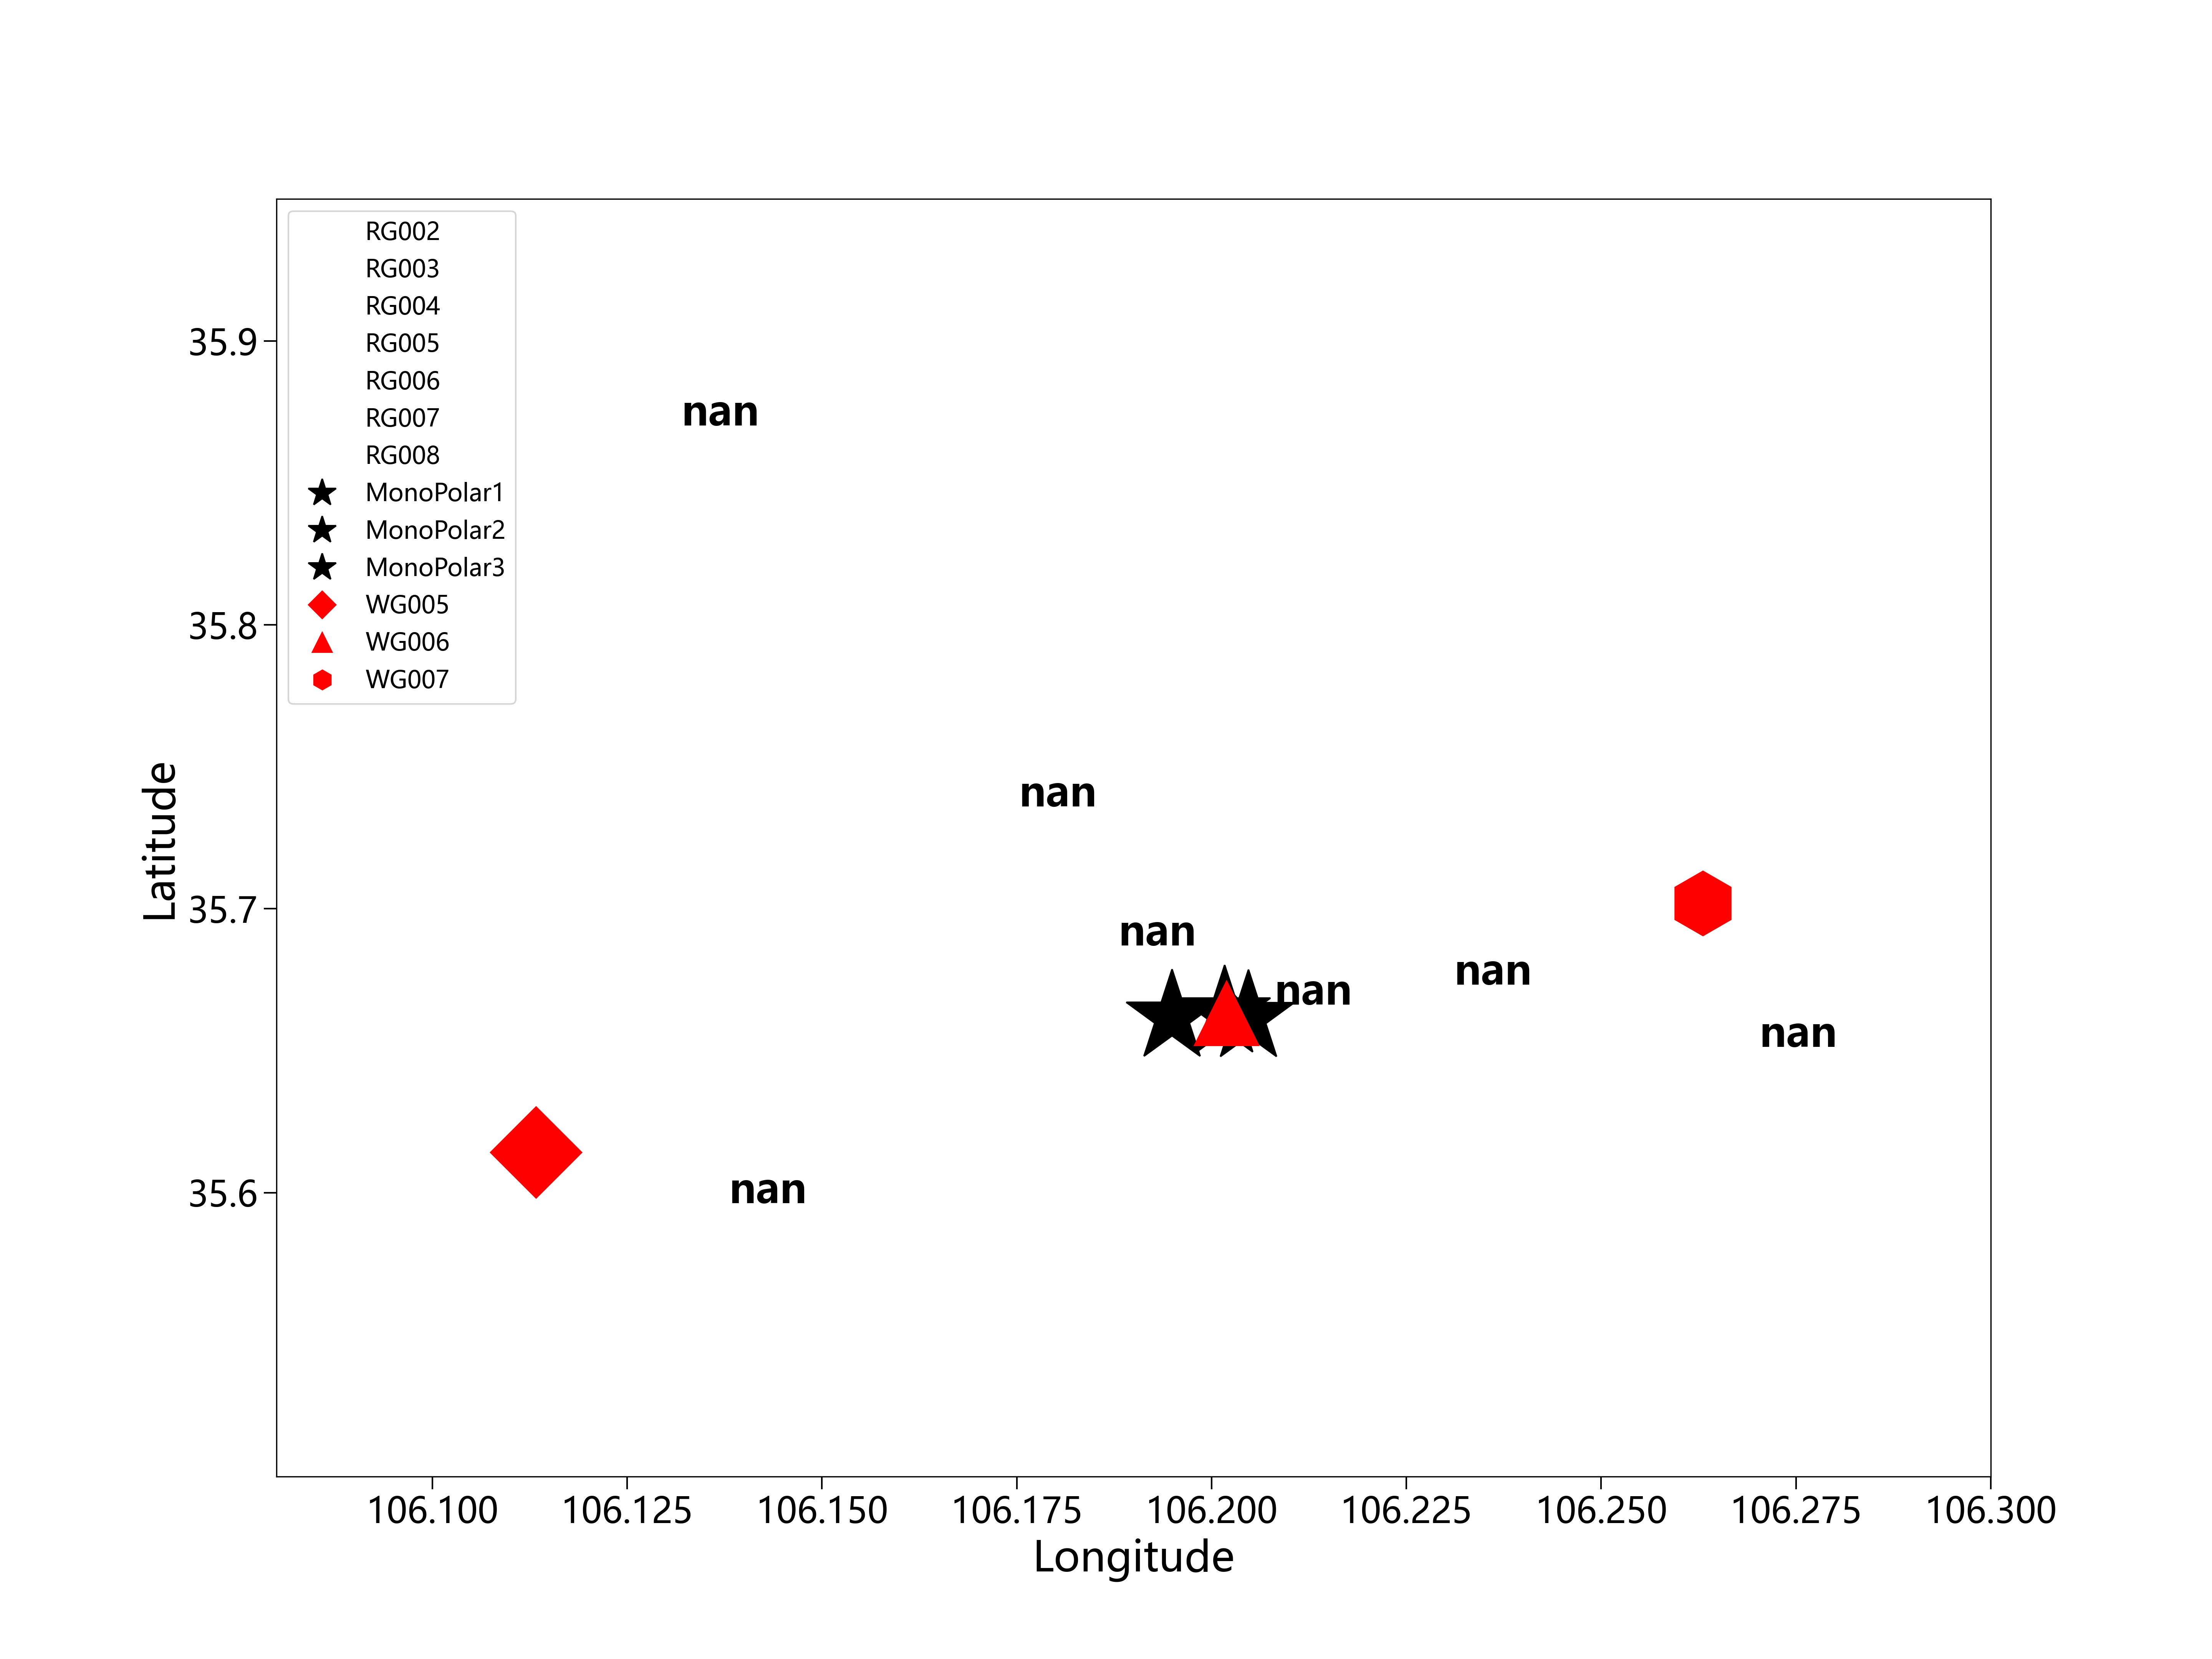 RG002
RG003
RG004
RG005
RG006
RG007
RG008
MonoPolar1
MonoPolar2
MonoPolar3
WG005
WG006
WG007
35.9
35.8
35.7
35.6
Latitude
nan
nan
nan
nan
nan
nan
nan
106.100
106.125
106.150
106.175
106.200
106.225
106.250
106.275
106.300
Longitude